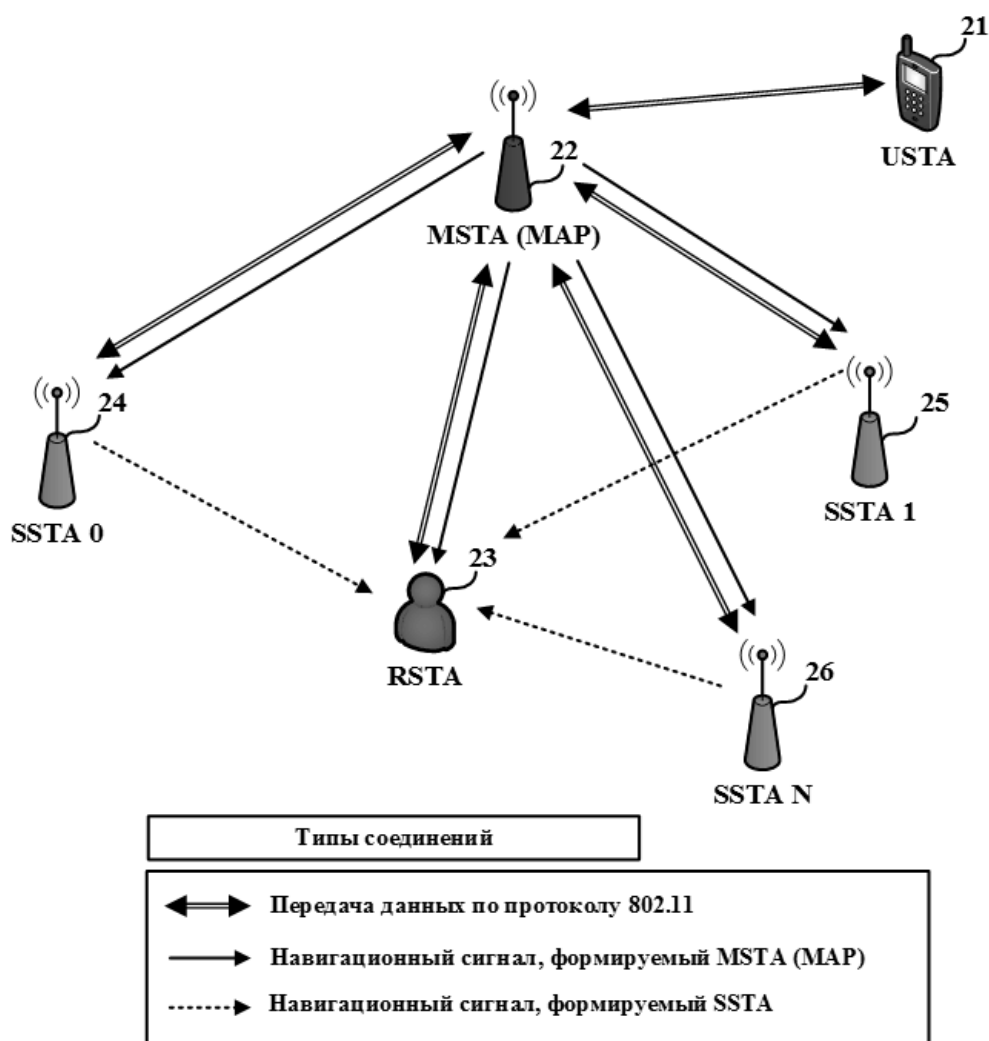 21
USTA
22
MSTA (MAP)
24
SSTA 0
25
SSTA 1
23
RSTA
26
SSTA N
Типы соединений
Передача данных по протоколу 802.11
Навигационный сигнал, формируемый MSTA (MAP)
Навигационный сигнал, формируемый SSTA